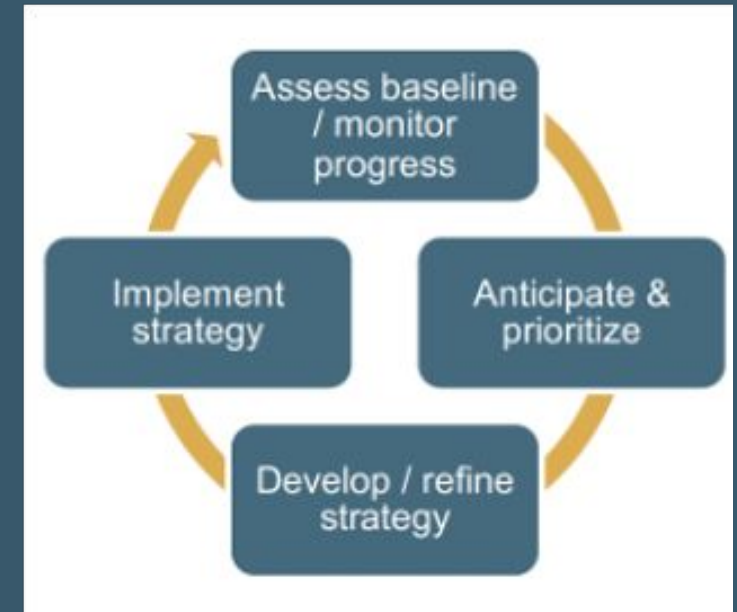 Assess baseline
/ monitor
progress
Anticipate &
prioritize
Develop / refine
strategy
Implement
strategy